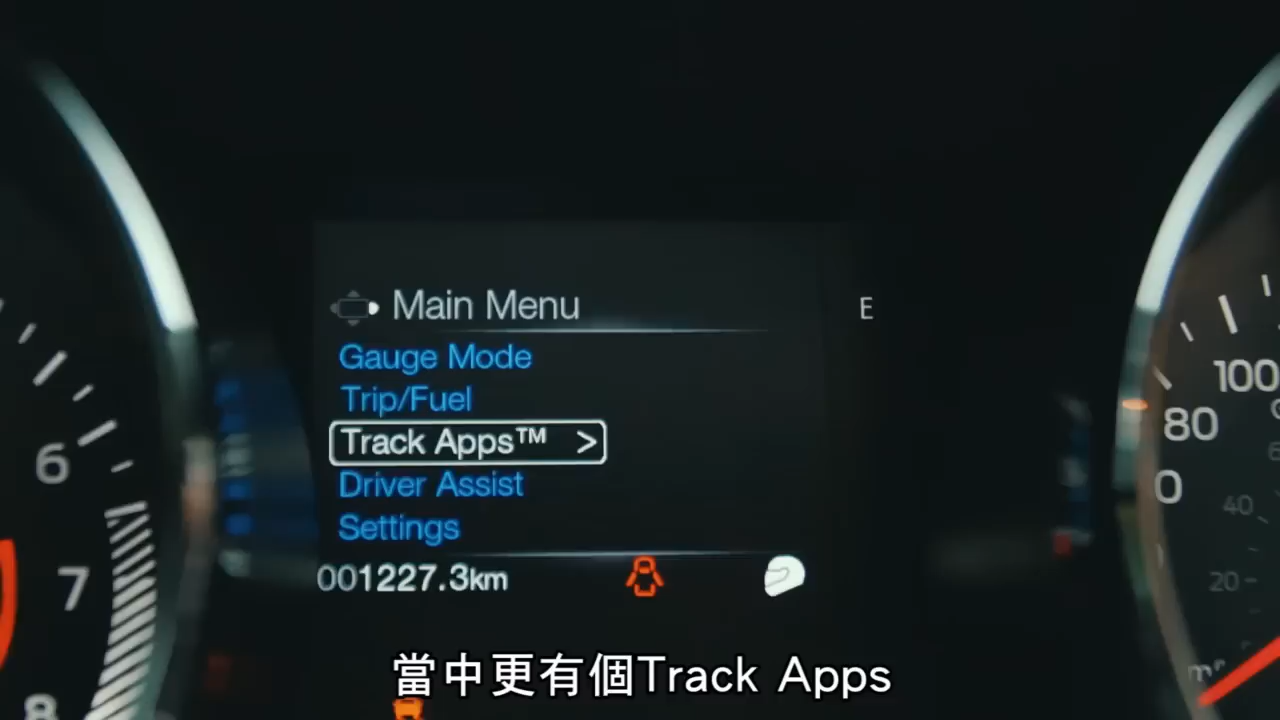 Main Menu
E
Gauge Mode
Trip/Fuel
Track Apps™ >
Driver Assist
Settings
001227.3km
6
7
8
100
80
0
40
20
當中更有個Track Apps